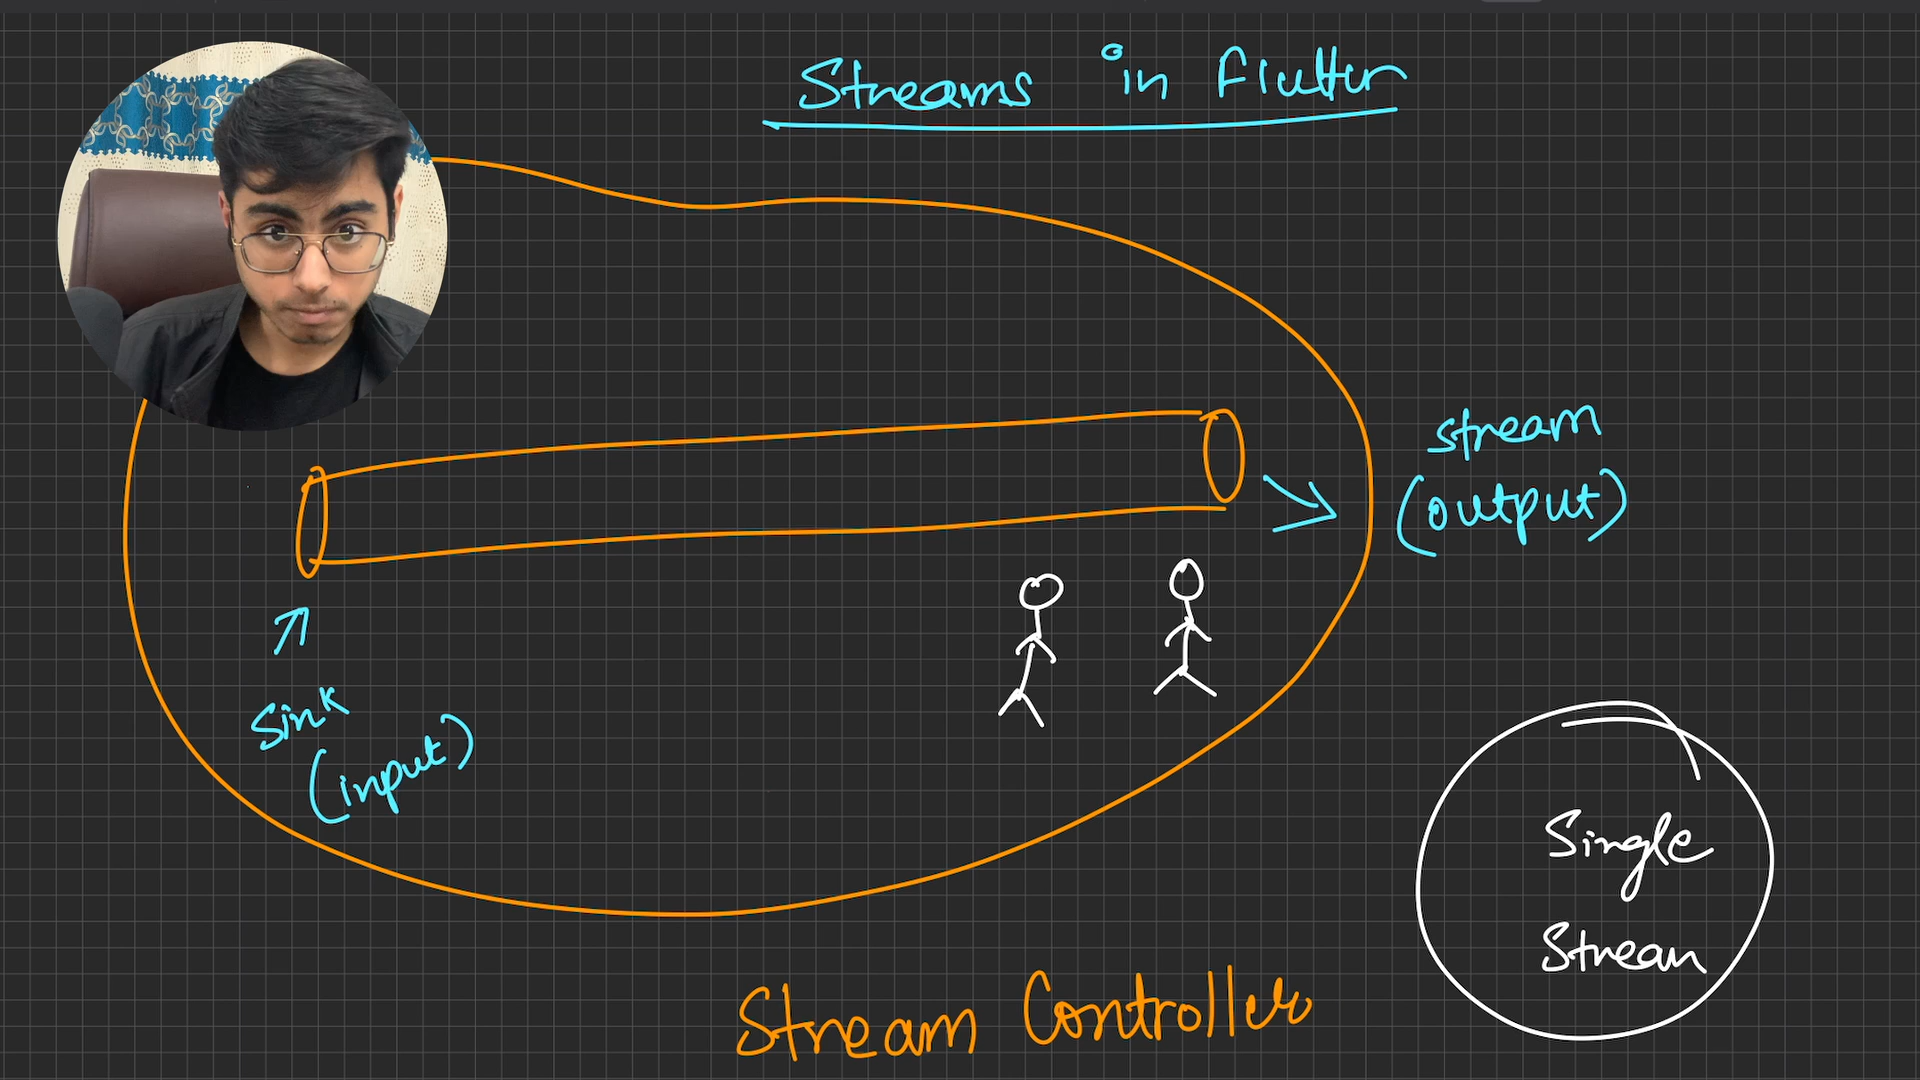 Streams in Flutter
stream
(output)
Sink
(input)
Single
Stream
Stream Controller